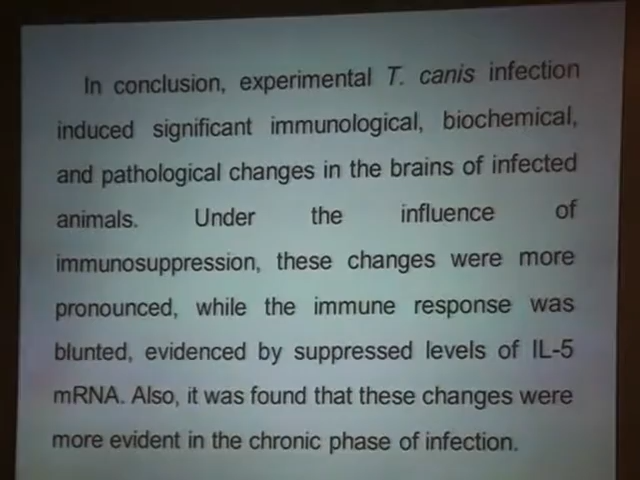 In conclusion, experimental T. canis infection
induced significant immunological, biochemical,
and pathological changes in the brains of infected
animals. Under the influence of
immunosuppression, these changes were more
pronounced, while the immune response was
blunted, evidenced by suppressed levels of IL-5
mRNA. Also, it was found that these changes were
more evident in the chronic phase of infection.